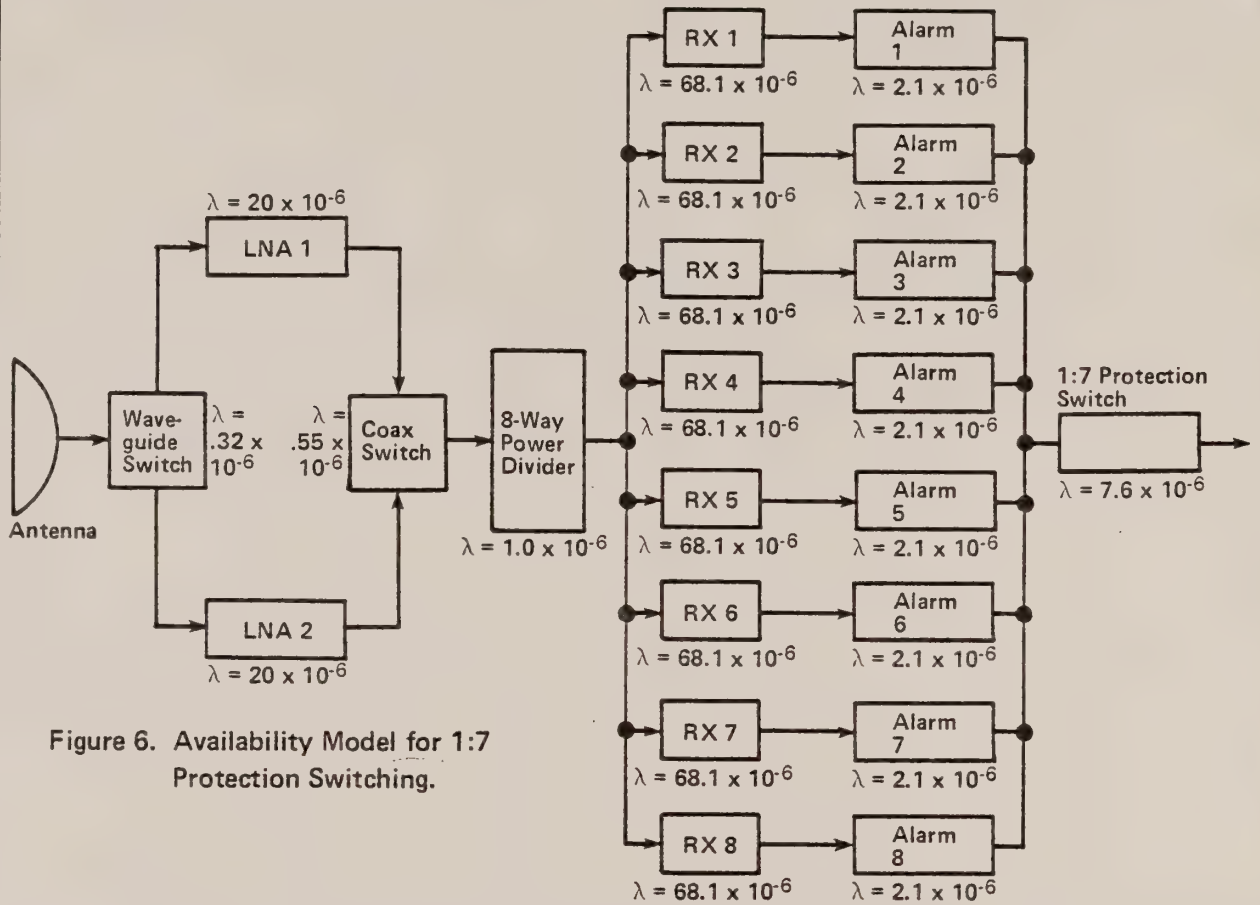 RX 1
Alarm
1
λ = 68.1 x 10-6
λ = 2.1 x 10-6
RX 2
Alarm
2
λ = 68.1 x 10-6
λ = 2.1 x 10-6
λ = 20 x 10-6
LNA 1
RX 3
Alarm
3
λ = 68.1 x 10-6
λ = 2.1 x 10-6
Antenna
Wave-
guide
Switch
λ =
.32 x
10-6
λ =
.55 x
10-6
Coax
Switch
8-Way
Power
Divider
λ = 1.0 x 10-6
RX 4
Alarm
4
λ = 68.1 x 10-6
λ = 2.1 x 10-6
1:7 Protection
Switch
λ = 7.6 x 10-6
RX 5
Alarm
5
λ = 68.1 x 10-6
λ = 2.1 x 10-6
LNA 2
λ = 20 x 10-6
RX 6
Alarm
6
λ = 68.1 x 10-6
λ = 2.1 x 10-6
RX 7
Alarm
7
λ = 68.1 x 10-6
λ = 2.1 x 10-6
RX 8
Alarm
8
λ = 68.1 x 10-6
λ = 2.1 x 10-6
Figure 6. Availability Model for 1:7
Protection Switching.